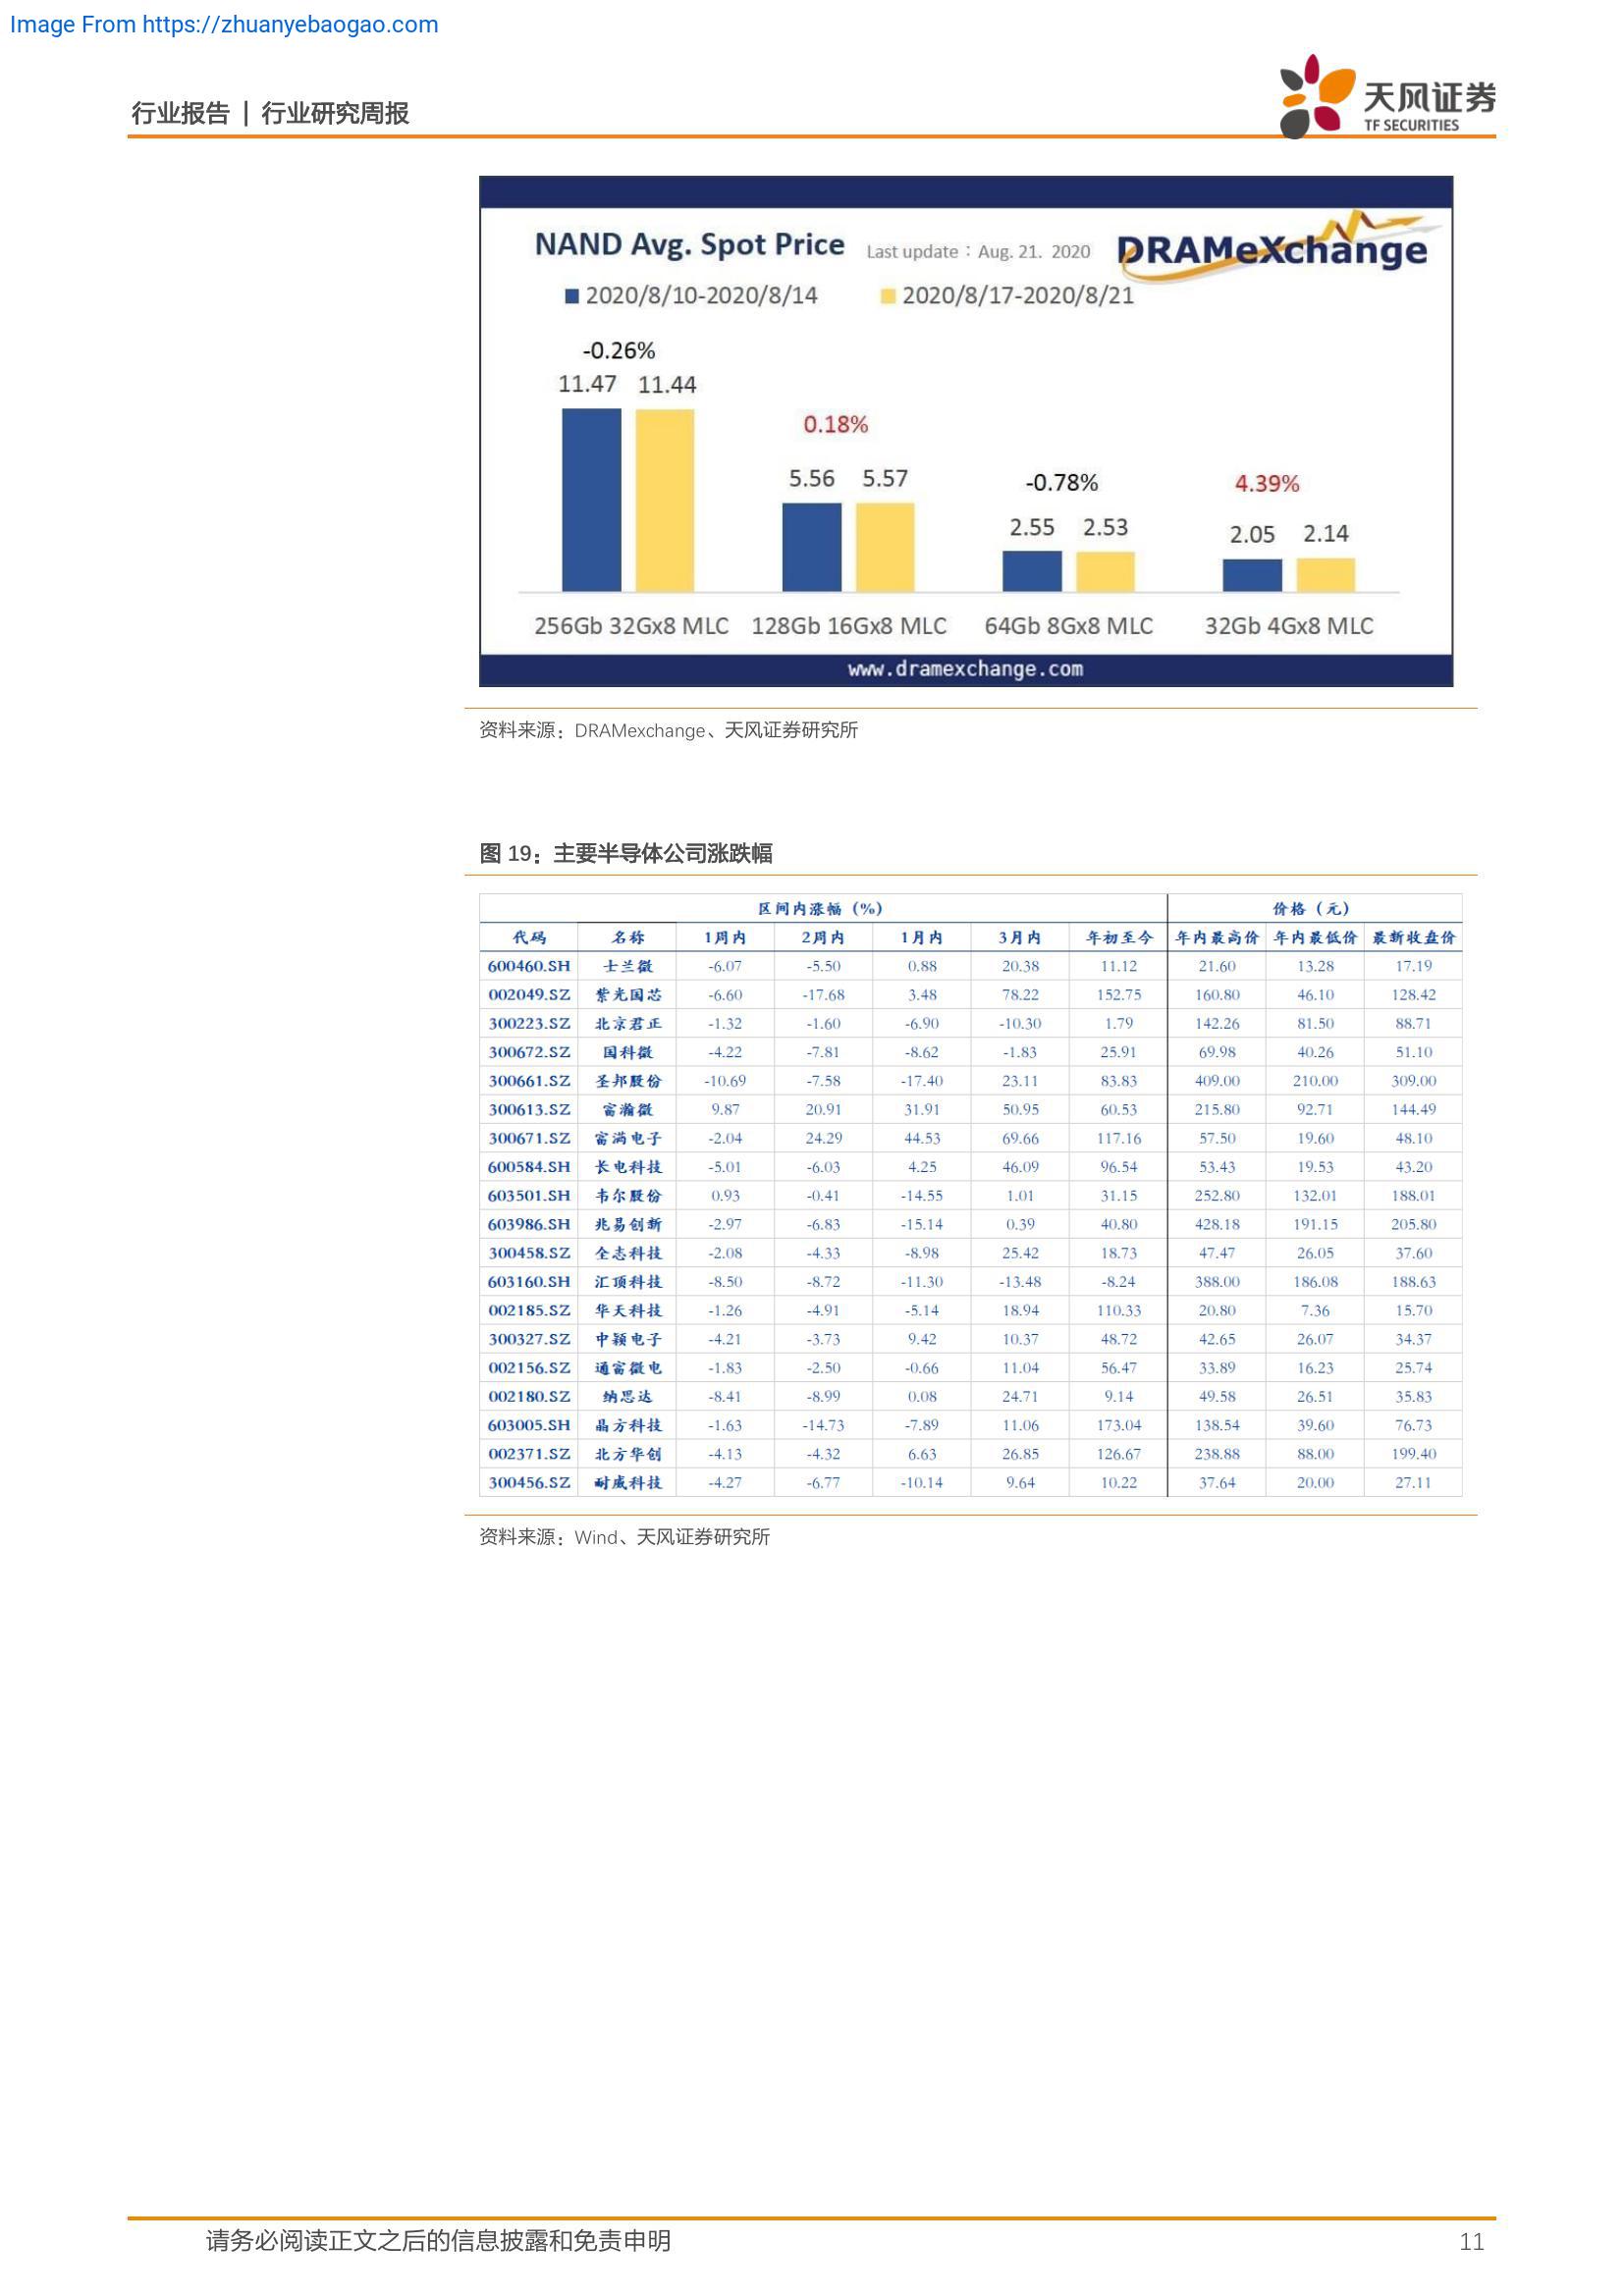 Image From https://zhuanyebaogao.com
行业报告 | 行业研究周报
天风证券
TF SECURITIES
NAND Avg. Spot Price Last update：Aug. 21. 2020 DRAMeXchange
2020/8/10-2020/8/14 2020/8/17-2020/8/21
-0.26%
11.47 11.44
0.18%
5.56 5.57
-0.78%
2.55 2.53
4.39%
2.05 2.14
256Gb 32Gx8 MLC 128Gb 16Gx8 MLC 64Gb 8Gx8 MLC 32Gb 4Gx8 MLC
www.dramexchange.com
资料来源：DRAMexchange、天风证券研究所
图 19：主要半导体公司涨跌幅
区间内涨幅（%） 价格（元）
代码 名称 1周内 2周内 1月内 3月内 年初至今 年内最高价 年内最低价 最新收盘价
600460.SH 士兰微 -6.07 -5.50 0.88 20.38 11.12 21.60 13.28 17.19
002049.SZ 紫光国芯 -6.60 -17.68 3.48 78.22 152.75 160.80 46.10 128.42
300223.SZ 北京君正 -1.32 -1.60 -6.90 -10.30 1.79 142.26 81.50 88.71
300672.SZ 国科微 -4.22 -7.81 -8.62 -1.83 25.91 69.98 40.26 51.10
300661.SZ 圣邦股份 -10.69 -7.58 -17.40 23.11 83.83 409.00 210.00 309.00
300613.SZ 富瀚微 9.87 20.91 31.91 50.95 60.53 215.80 92.71 144.49
300671.SZ 富满电子 -2.04 24.29 44.53 69.66 117.16 57.50 19.60 48.10
600584.SH 长电科技 -5.01 -6.03 4.25 46.09 96.54 53.43 19.53 43.20
603501.SH 韦尔股份 0.93 -0.41 -14.55 1.01 31.15 252.80 132.01 188.01
603986.SH 兆易创新 -2.97 -6.83 -15.14 0.39 40.80 428.18 191.15 205.80
300458.SZ 全志科技 -2.08 -4.33 -8.98 25.42 18.73 47.47 26.05 37.60
603160.SH 汇顶科技 -8.50 -8.72 -11.30 -13.48 -8.24 388.00 186.08 188.63
002185.SZ 华天科技 -1.26 -4.91 -5.14 18.94 110.33 20.80 7.36 15.70
300327.SZ 中颖电子 -4.21 -3.73 9.42 10.37 48.72 42.65 26.07 34.37
002156.SZ 通富微电 -1.83 -2.50 -0.66 11.04 56.47 33.89 16.23 25.74
002180.SZ 纳思达 -8.41 -8.99 0.08 24.71 9.14 49.58 26.51 35.83
603005.SH 晶方科技 -1.63 -14.73 -7.89 11.06 173.04 138.54 39.60 76.73
002371.SZ 北方华创 -4.13 -4.32 6.63 26.85 126.67 238.88 88.00 199.40
300456.SZ 耐威科技 -4.27 -6.77 -10.14 9.64 10.22 37.64 20.00 27.11
资料来源：Wind、天风证券研究所
请务必阅读正文之后的信息披露和免责申明 11